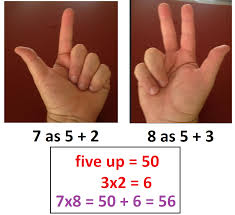 7 as 5 + 2
8 as 5 + 3
five up = 50
3x2 = 6
7x8 = 50 + 6 = 56